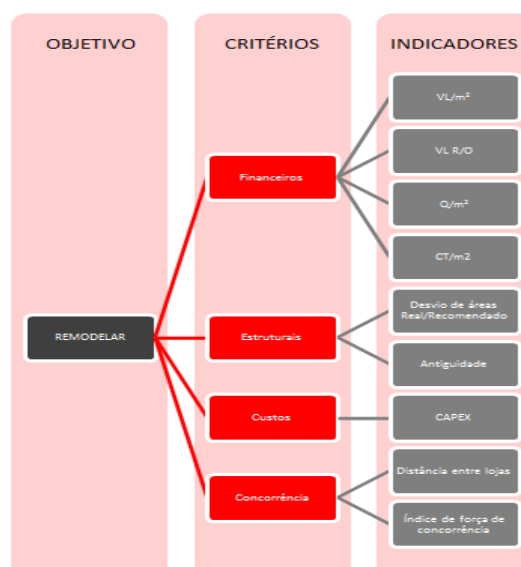 OBJETIVO
CRITÉRIOS
INDICADORES
VL/m²
VL R/O
Financeiros
Q/m²
CT/m2
Desvio de áreas
Real/Recomendado
REMODELAR
Estruturais
Antiguidade
Custos
CAPEX
Distância entre lojas
Concorrência
Índice de força de
concorrência